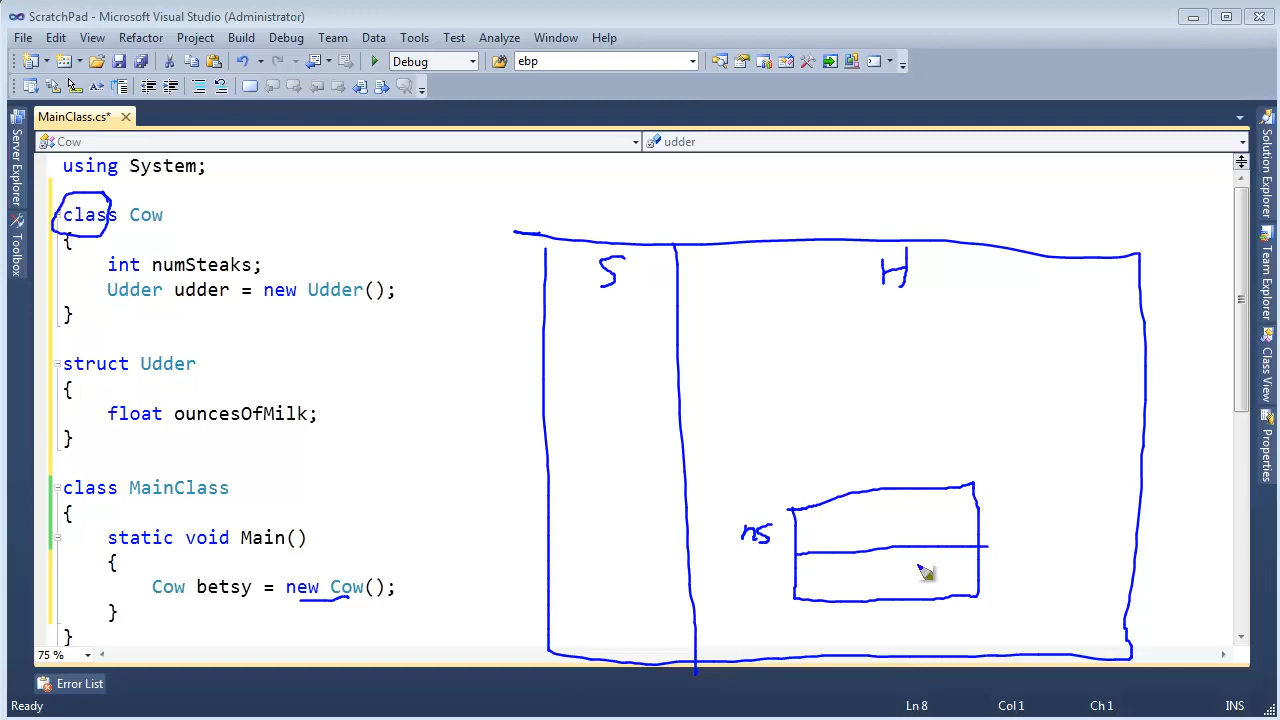 ScratchPad - Microsoft Visual Studio (Administrator)
File Edit View Refactor Project Build Debug Team Data Tools Test Analyze Window Help
Debug ebp
MainClass.cs*
Cow udder
using System;
class Cow
{
int numSteaks;
Udder udder = new Udder();
}
struct Udder
{
float ouncesOfMilk;
}
class MainClass
{
static void Main()
{
Cow betsy = new Cow();
}
}
S H
ns
75 %
Server Explorer
Toolbox
Solution Explorer
Team Explorer
Class View
Properties
Error List
Ready Ln 8 Col 1 Ch 1 INS